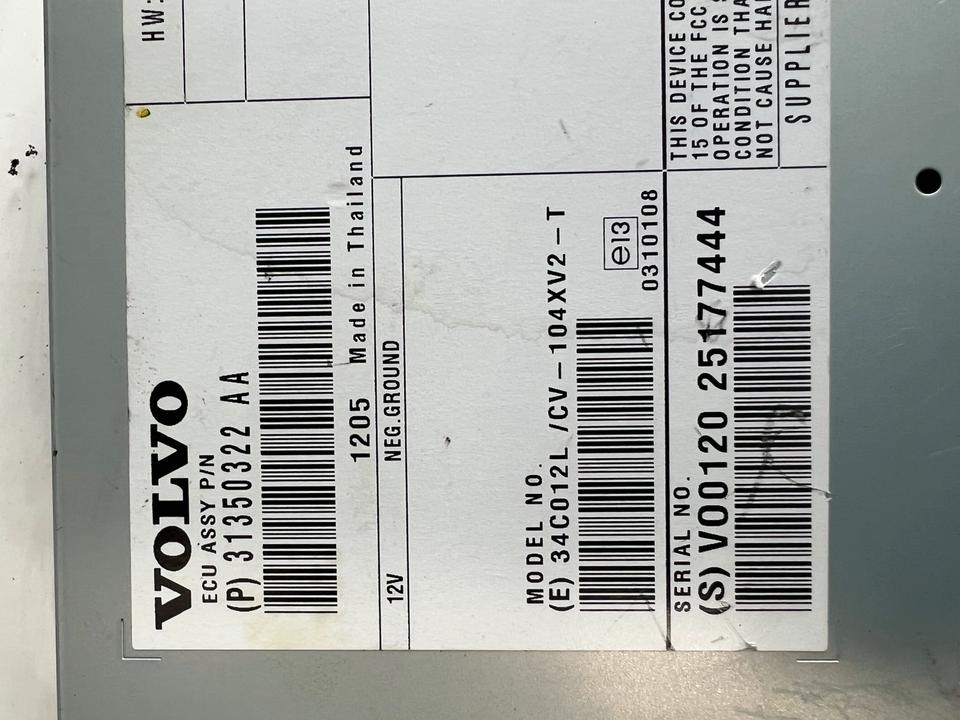 VOLVO
ECU ASSY P/N
(P) 31350322 AA
1205 Made in Thailand
12V NEG.GROUND
MODEL NO.
(E) 34C012L /CV-104XV2-T
e13
0310108
SERIAL NO.
(S) VO0120 25177444
HW:
THIS DEVICE CO
15 OF THE FCC
OPERATION IS
CONDITION THA
NOT CAUSE HA
SUPPLIER